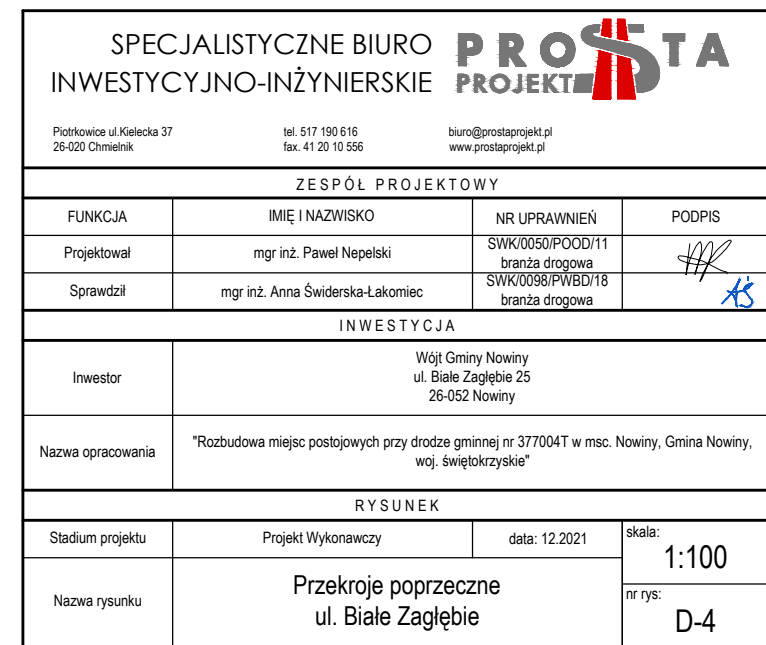 SPECJALISTYCZNE BIURO
INWESTYCYJNO-INŻYNIERSKIE
PROSTA
PROJEKT
Piotrkowice ul.Kielecka 37
26-020 Chmielnik
tel. 517 190 616
fax. 41 20 10 556
biuro@prostaprojekt.pl
www.prostaprojekt.pl
ZESPÓŁ PROJEKTOWY
FUNKCJA IMIĘ I NAZWISKO NR UPRAWNIEŃ PODPIS
Projektował mgr inż. Paweł Nepelski SWK/0050/POOD/11
branża drogowa
Sprawdził mgr inż. Anna Świderska-Łakomiec SWK/0098/PWBD/18
branża drogowa
AŚ
INWESTYCJA
Inwestor
Wójt Gminy Nowiny
ul. Białe Zagłębie 25
26-052 Nowiny
Nazwa opracowania
"Rozbudowa miejsc postojowych przy drodze gminnej nr 377004T w msc. Nowiny, Gmina Nowiny,
woj. świętokrzyskie"
RYSUNEK
Stadium projektu Projekt Wykonawczy data: 12.2021
skala:
1:100
Nazwa rysunku
Przekroje poprzeczne
ul. Białe Zagłębie
nr rys:
D-4